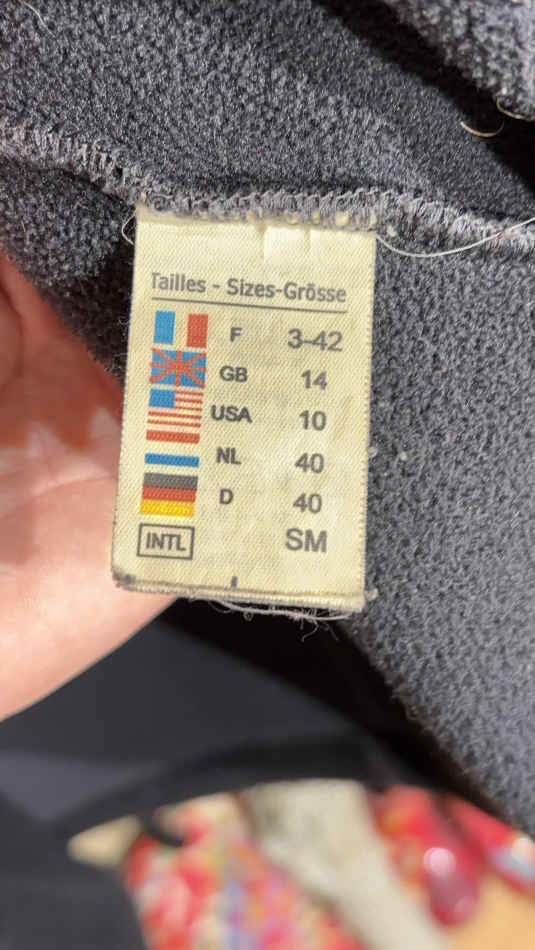 Tailles - Sizes-Grösse
F 3-42
GB 14
USA 10
NL 40
D 40
INTL SM